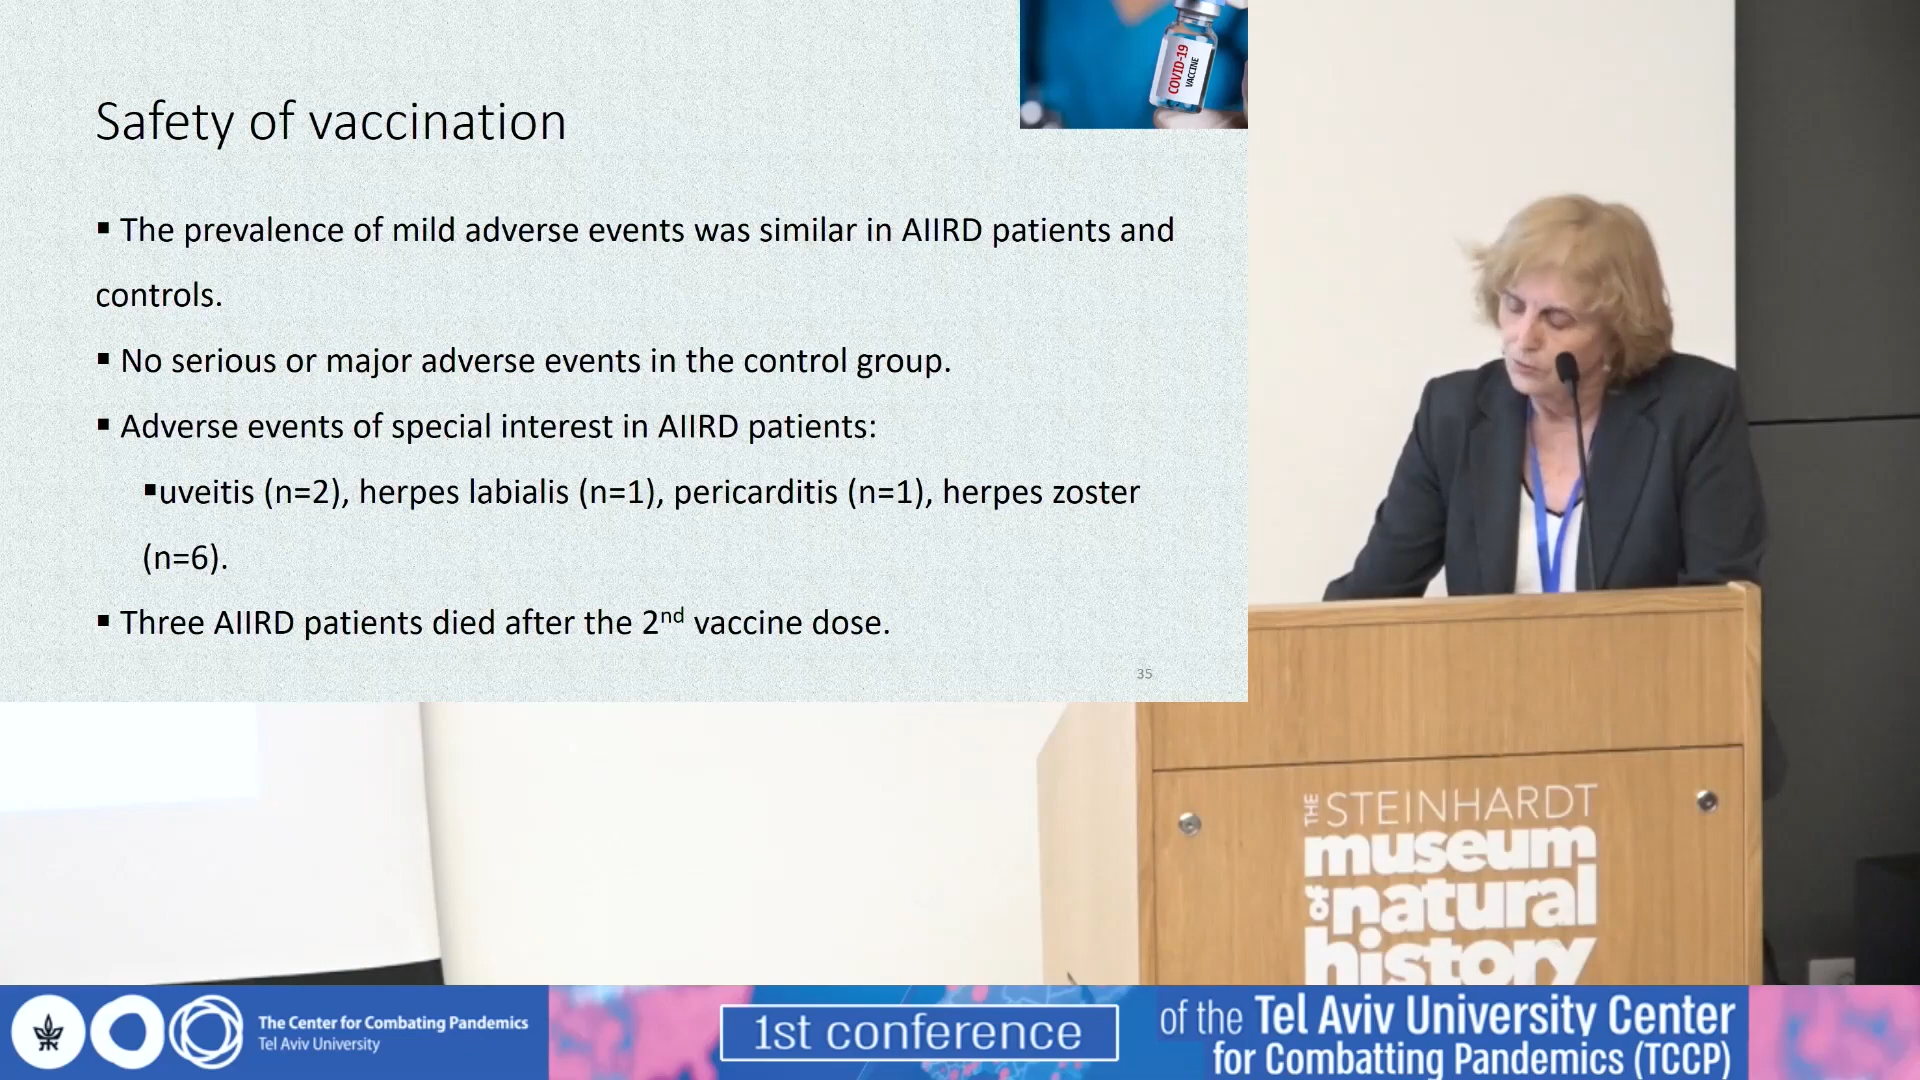 COVID-19
VACCINE
Safety of vaccination
▪ The prevalence of mild adverse events was similar in AIIRD patients and
controls.
▪ No serious or major adverse events in the control group.
▪ Adverse events of special interest in AIIRD patients:
▪uveitis (n=2), herpes labialis (n=1), pericarditis (n=1), herpes zoster
(n=6).
▪ Three AIIRD patients died after the 2nd vaccine dose.
35
THE STEINHARDT
museum
of natural
history
The Center for Combating Pandemics
Tel Aviv University
1st conference
of the Tel Aviv University Center
for Combatting Pandemics (TCCP)